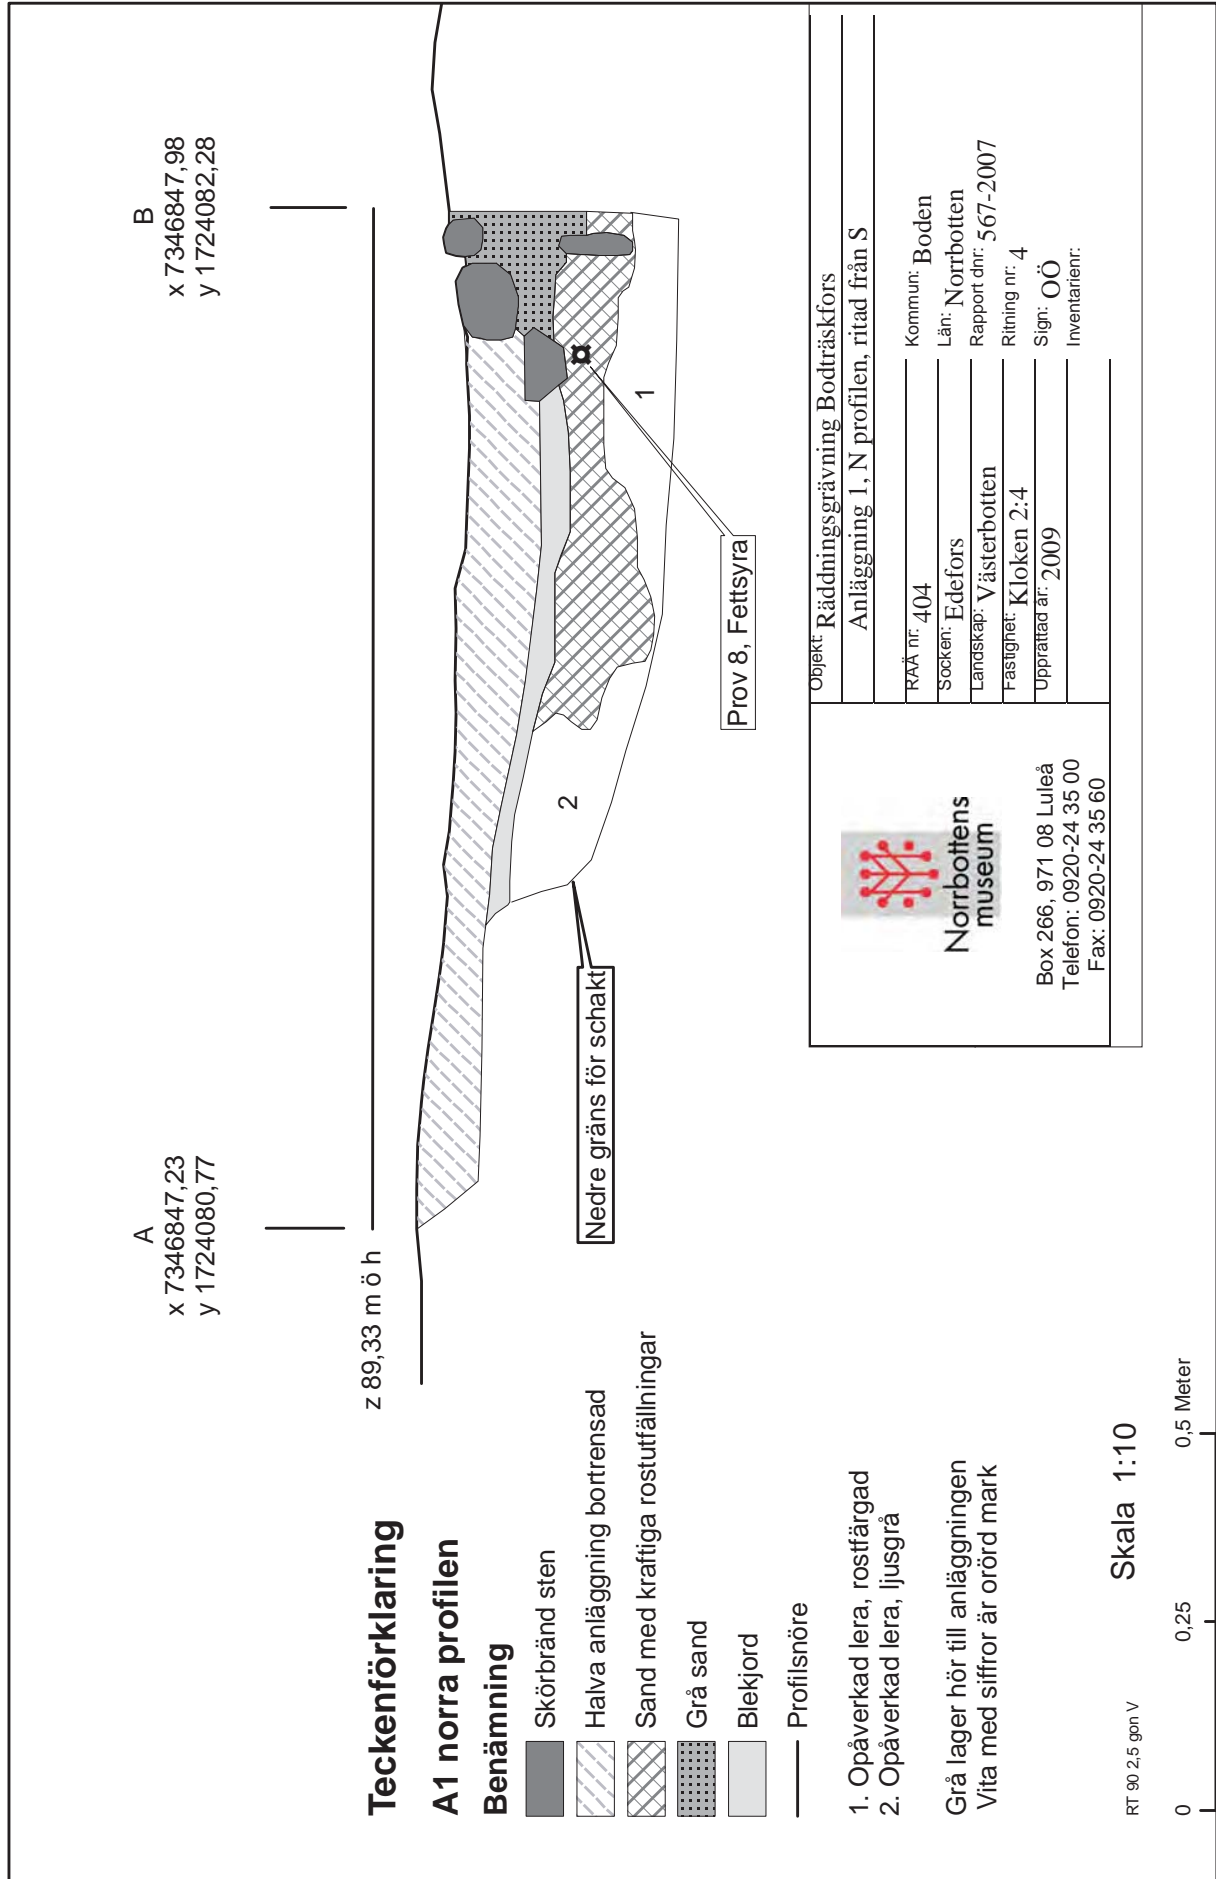 A
x 7346847,23
y 1724080,77
B
x 7346847,98
y 1724082,28
z 89,33 m ö h
Nedre gräns för schakt
2
1
Prov 8, Fettsyra
Teckenförklaring
A1 norra profilen
Benämning
Skörbränd sten
Halva anläggning bortrensad
Sand med kraftiga rostutfällningar
Grå sand
Blekjord
Profilsnöre
1. Opåverkad lera, rostfärgad
2. Opåverkad lera, ljusgrå
Grå lager hör till anläggningen
Vita med siffror är orörd mark
Skala 1:10
RT 90 2,5 gon V
0 0,25 0,5 Meter
Norrbottens
museum
Box 266, 971 08 Luleå
Telefon: 0920-24 35 00
Fax: 0920-24 35 60
Objekt: Räddningsgrävning Bodträskfors
Anläggning 1, N profilen, ritad från S
RAÄ nr: 404
Kommun: Boden
Socken: Edefors
Län: Norrbotten
Landskap: Västerbotten
Rapport dnr: 567-2007
Fastighet: Kloken 2:4
Ritning nr: 4
Upprättad år: 2009
Sign: OÖ
Inventarienr: